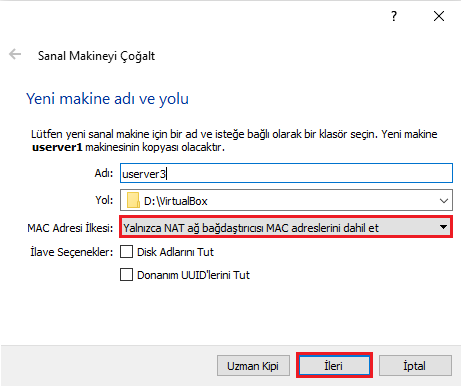 ?
Sanal Makineyi Çoğalt
Yeni makine adı ve yolu
Lütfen yeni sanal makine için bir ad ve isteğe bağlı olarak bir klasör seçin. Yeni makine
userver1 makinesinin kopyası olacaktır.
Adı: userver3
Yol: D:\VirtualBox
MAC Adresi İlkesi: Yalnızca NAT ağ bağdaştırıcısı MAC adreslerini dahil et
İlave Seçenekler: Disk Adlarını Tut
Donanım UUID'lerini Tut
Uzman Kipi İleri İptal